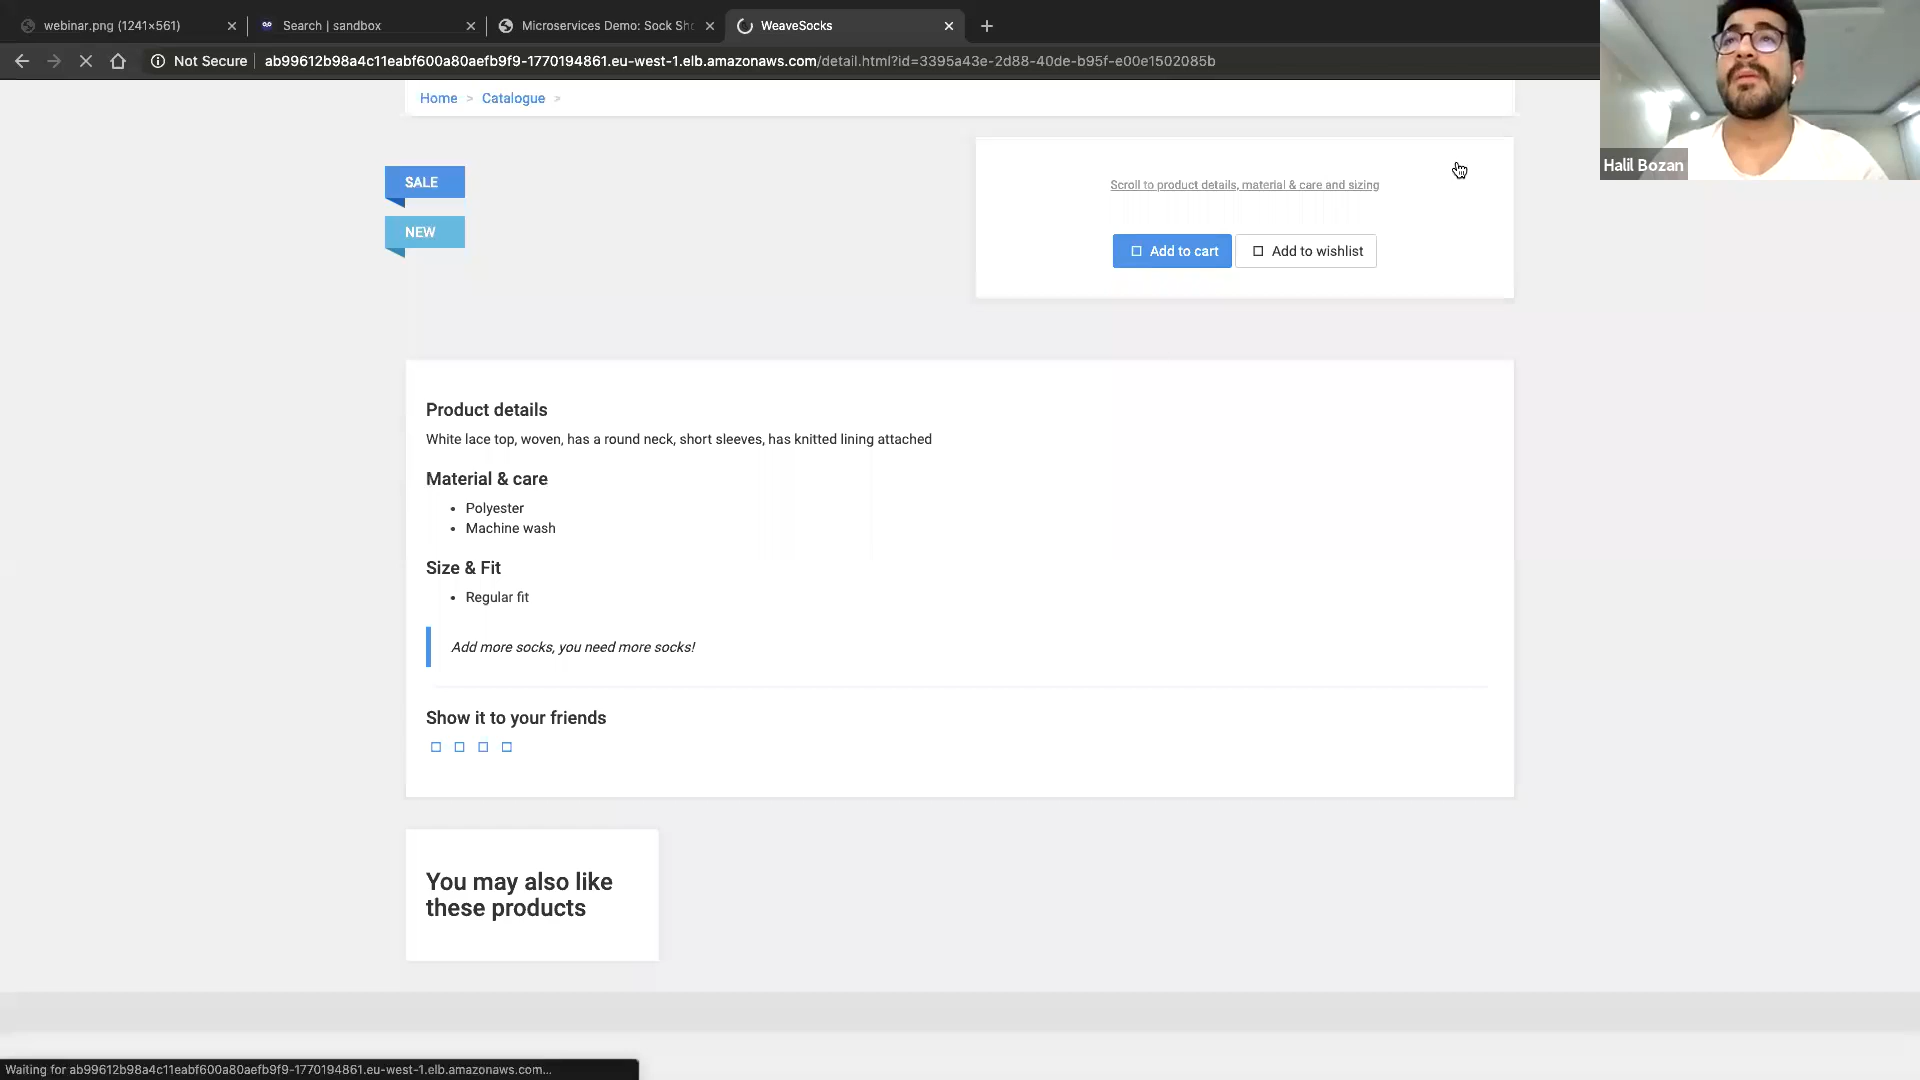 webinar.png (1241×561)
Search | sandbox
Microservices Demo: Sock Sho
WeaveSocks
Not Secure
ab99612b98a4c11eabf600a80aefb9f9-1770194861.eu-west-1.elb.amazonaws.com/detail.html?id=3395a43e-2d88-40de-b95f-e00e1502085b
Halil Bozan
Home > Catalogue >
SALE
NEW
Scroll to product details, material & care and sizing
Add to cart
Add to wishlist
Product details
White lace top, woven, has a round neck, short sleeves, has knitted lining attached
Material & care
• Polyester
• Machine wash
Size & Fit
• Regular fit
Add more socks, you need more socks!
Show it to your friends
You may also like
these products
Waiting for ab99612b98a4c11eabf600a80aefb9f9-1770194861.eu-west-1.elb.amazonaws.com...